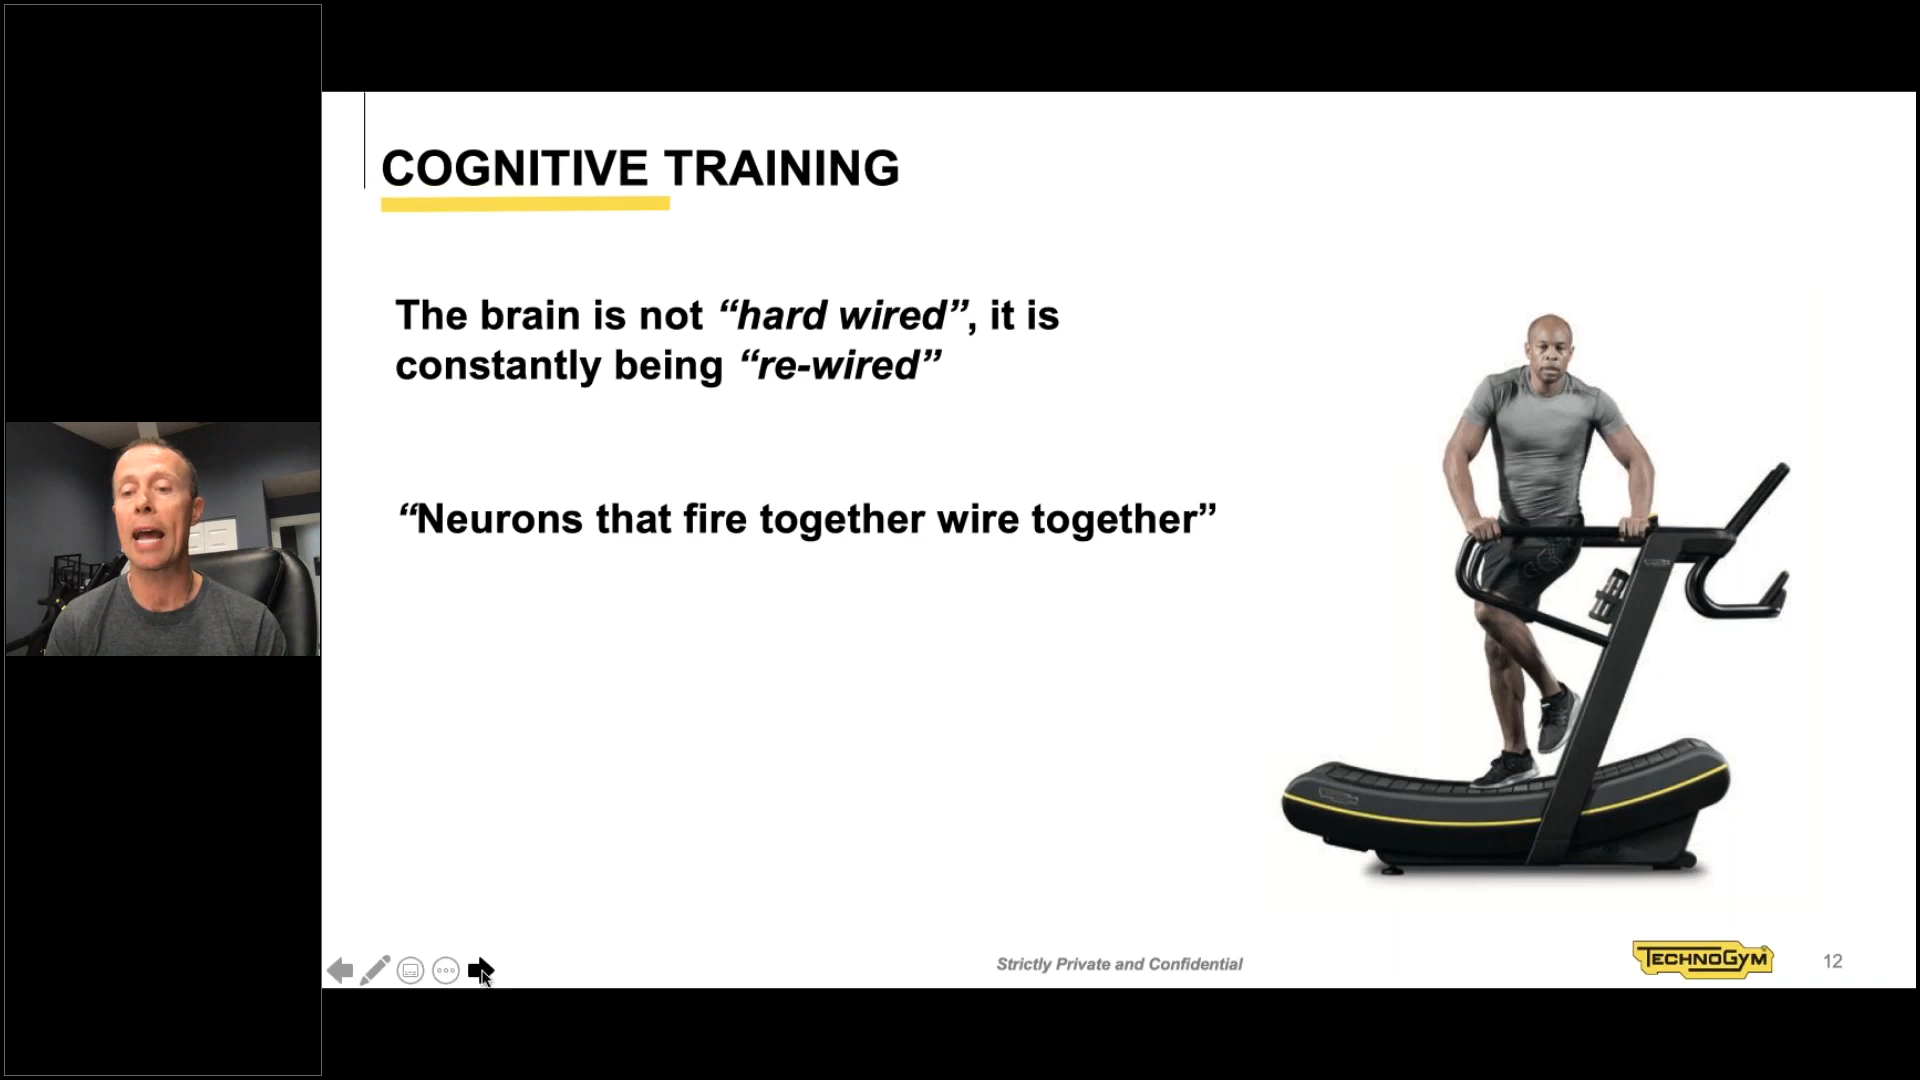 COGNITIVE TRAINING
The brain is not “hard wired”, it is
constantly being “re-wired”
“Neurons that fire together wire together”
Strictly Private and Confidential
TECHNOGYM
12